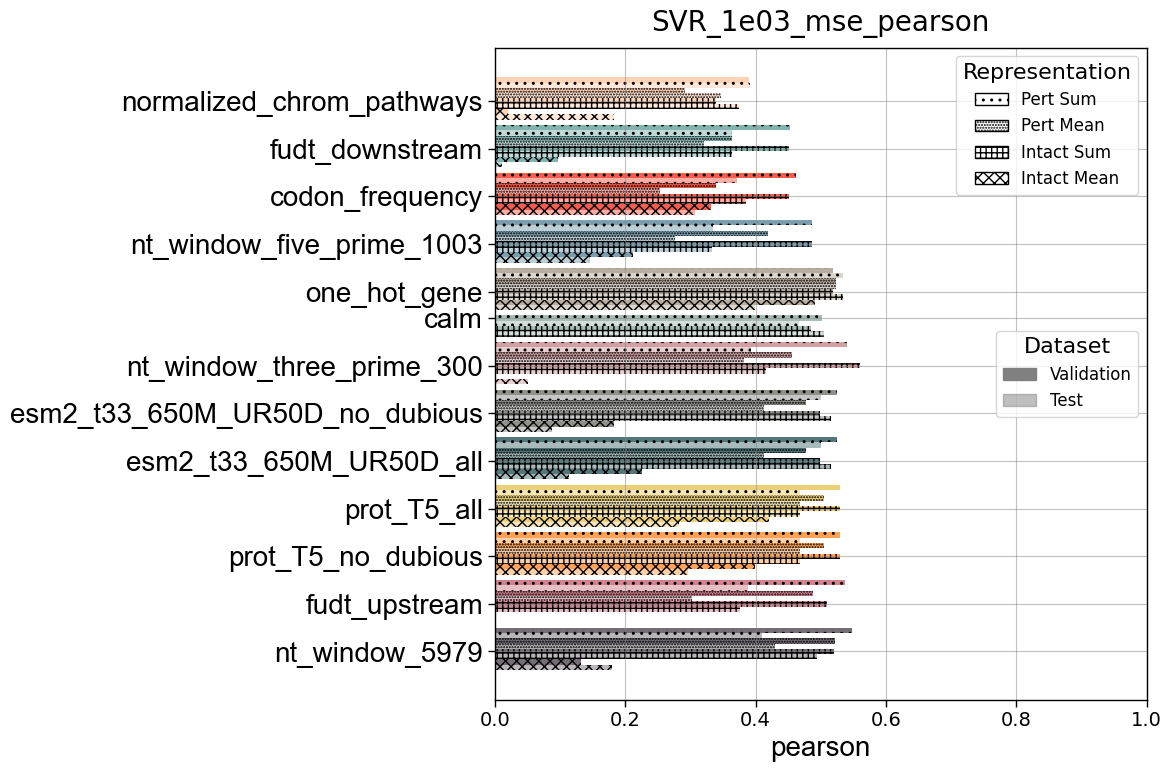 SVR_1e03_mse_pearson
normalized_chrom_pathways
fudt_downstream
codon_frequency
nt_window_five_prime_1003
one_hot_gene
calm
nt_window_three_prime_300
esm2_t33_650M_UR50D_no_dubious
esm2_t33_650M_UR50D_all
prot_T5_all
prot_T5_no_dubious
fudt_upstream
nt_window_5979
Representation
Pert Sum
Pert Mean
Intact Sum
Intact Mean
Dataset
Validation
Test
0.0 0.2 0.4 0.6 0.8 1.0
pearson